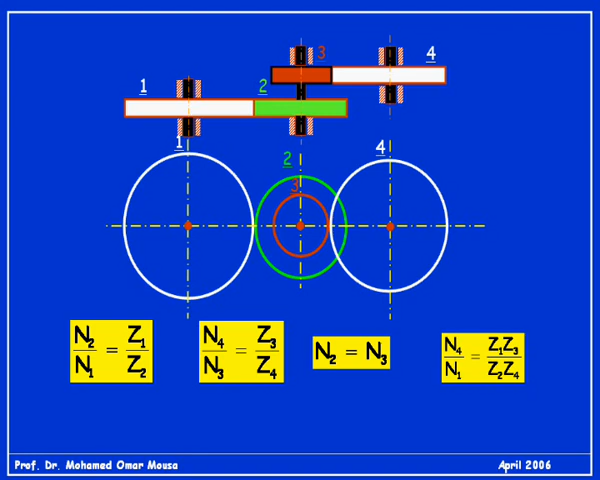 3
4
1
2
1
4
2
3
N₂/N₁ = Z₁/Z₂
N₄/N₃ = Z₃/Z₄
N₂ = N₃
N₄/N₁ = Z₁Z₃/Z₂Z₄
Prof. Dr. Mohamed Omar Mousa
April 2006